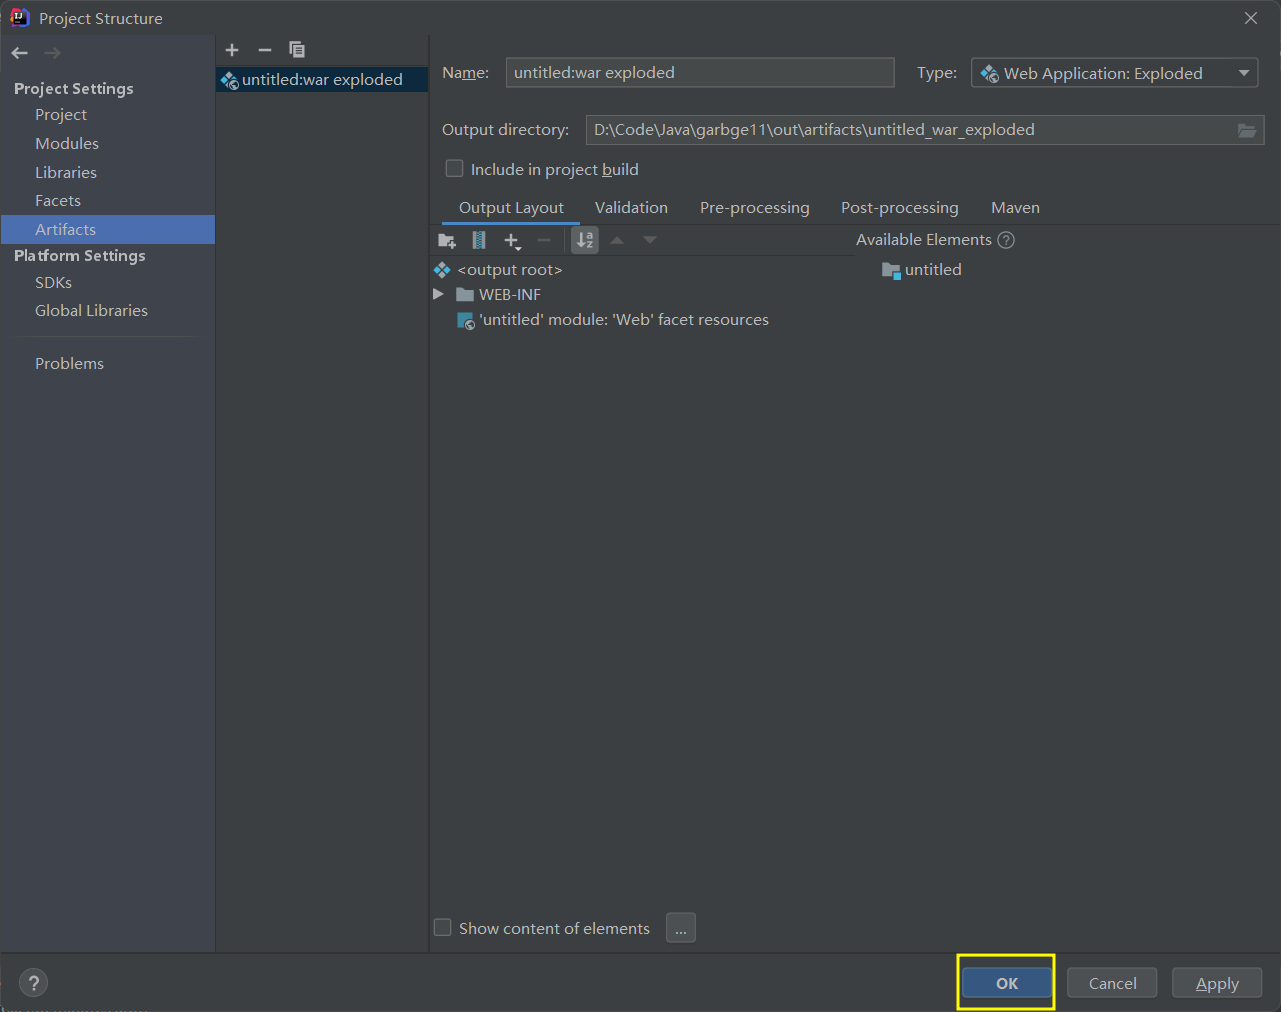 Project Structure
Project Settings
Project
Modules
Libraries
Facets
Artifacts
Platform Settings
SDKs
Global Libraries
Problems
untitled:war exploded
Name: untitled:war exploded Type: Web Application: Exploded
Output directory: D:\Code\Java\garbge11\out\artifacts\untitled_war_exploded
Include in project build
Output Layout Validation Pre-processing Post-processing Maven
Available Elements ?
<output root> untitled
WEB-INF
'untitled' module: 'Web' facet resources
Show content of elements ...
? OK Cancel Apply